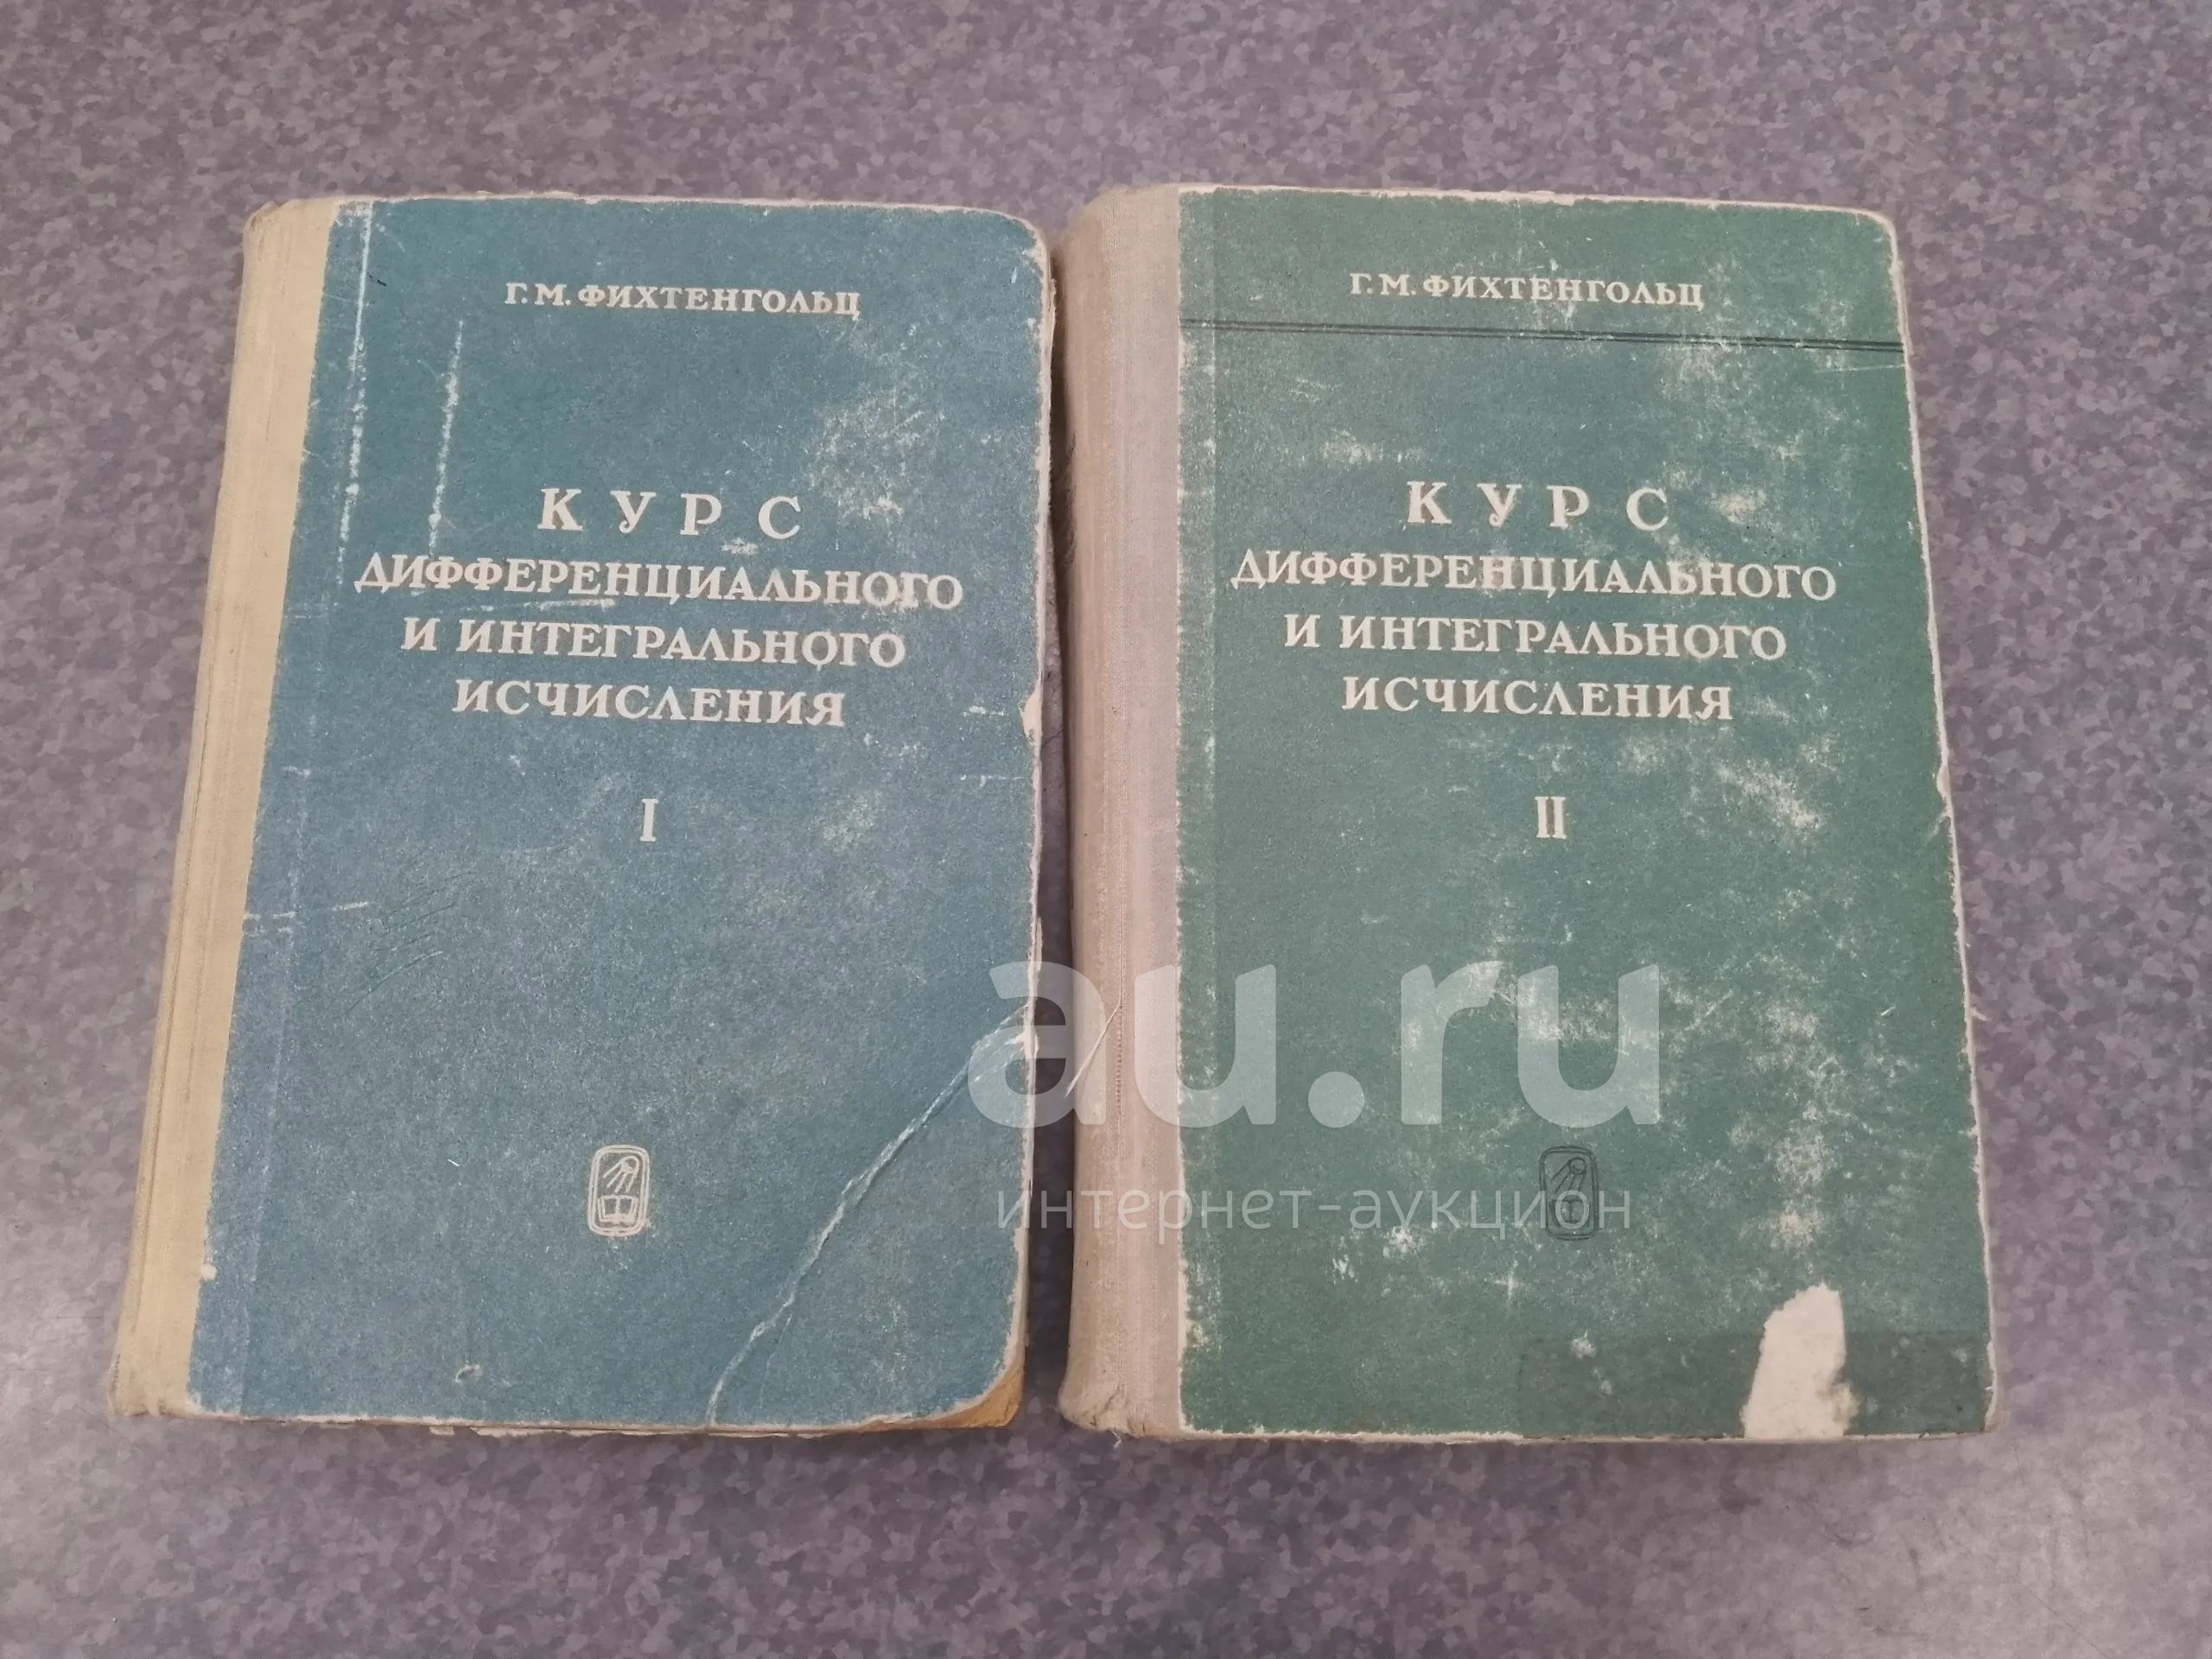 Г. М. ФИХТЕНГОЛЬЦ
КУРС
ДИФФЕРЕНЦИАЛЬНОГО
И ИНТЕГРАЛЬНОГО
ИСЧИСЛЕНИЯ
I
Г. М. ФИХТЕНГОЛЬЦ
КУРС
ДИФФЕРЕНЦИАЛЬНОГО
И ИНТЕГРАЛЬНОГО
ИСЧИСЛЕНИЯ
II
au.ru
интернет-аукцион